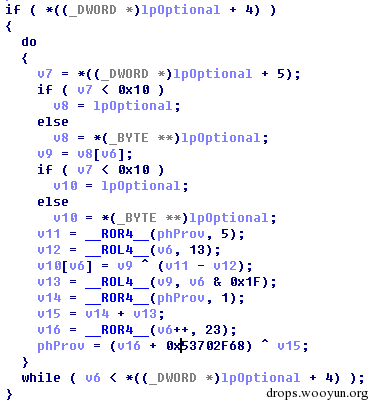 if ( *((_DWORD *)lpOptional + 4) )
{
do
{
v7 = *((_DWORD *)lpOptional + 5);
if ( v7 < 0x10 )
v8 = lpOptional;
else
v8 = *(_BYTE **)lpOptional;
v9 = v8[v6];
if ( v7 < 0x10 )
v10 = lpOptional;
else
v10 = *(_BYTE **)lpOptional;
v11 = __ROR4__(phProv, 5);
v12 = __ROL4__(v6, 13);
v10[v6] = v9 ^ (v11 - v12);
v13 = __ROL4__(v9, v6 & 0x1F);
v14 = __ROR4__(phProv, 1);
v15 = v14 + v13;
v16 = __ROR4__(v6++, 23);
phProv = (v16 + 0x53702F68) ^ v15;
}
while ( v6 < *((_DWORD *)lpOptional + 4) );
}
drops.wooyun.org